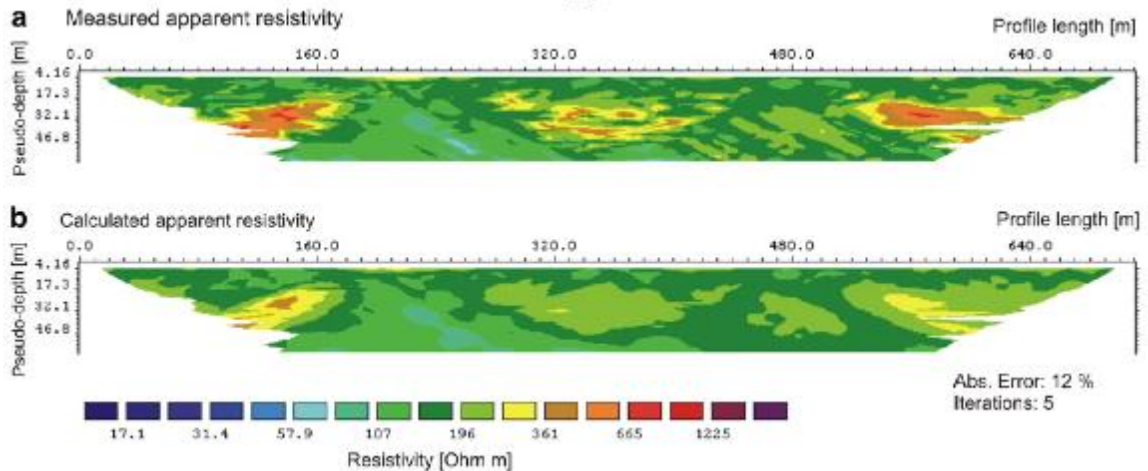 a Measured apparent resistivity Profile length [m]
0.0 160.0 320.0 480.0 640.0
Pseudo-depth [m]
4.16
17.3
32.1
46.8
b Calculated apparent resistivity Profile length [m]
0.0 160.0 320.0 480.0 640.0
Pseudo-depth [m]
4.16
17.3
32.1
46.8
Abs. Error: 12 %
Iterations: 5
17.1 31.4 57.9 107 196 361 665 1225
Resistivity [Ohm m]